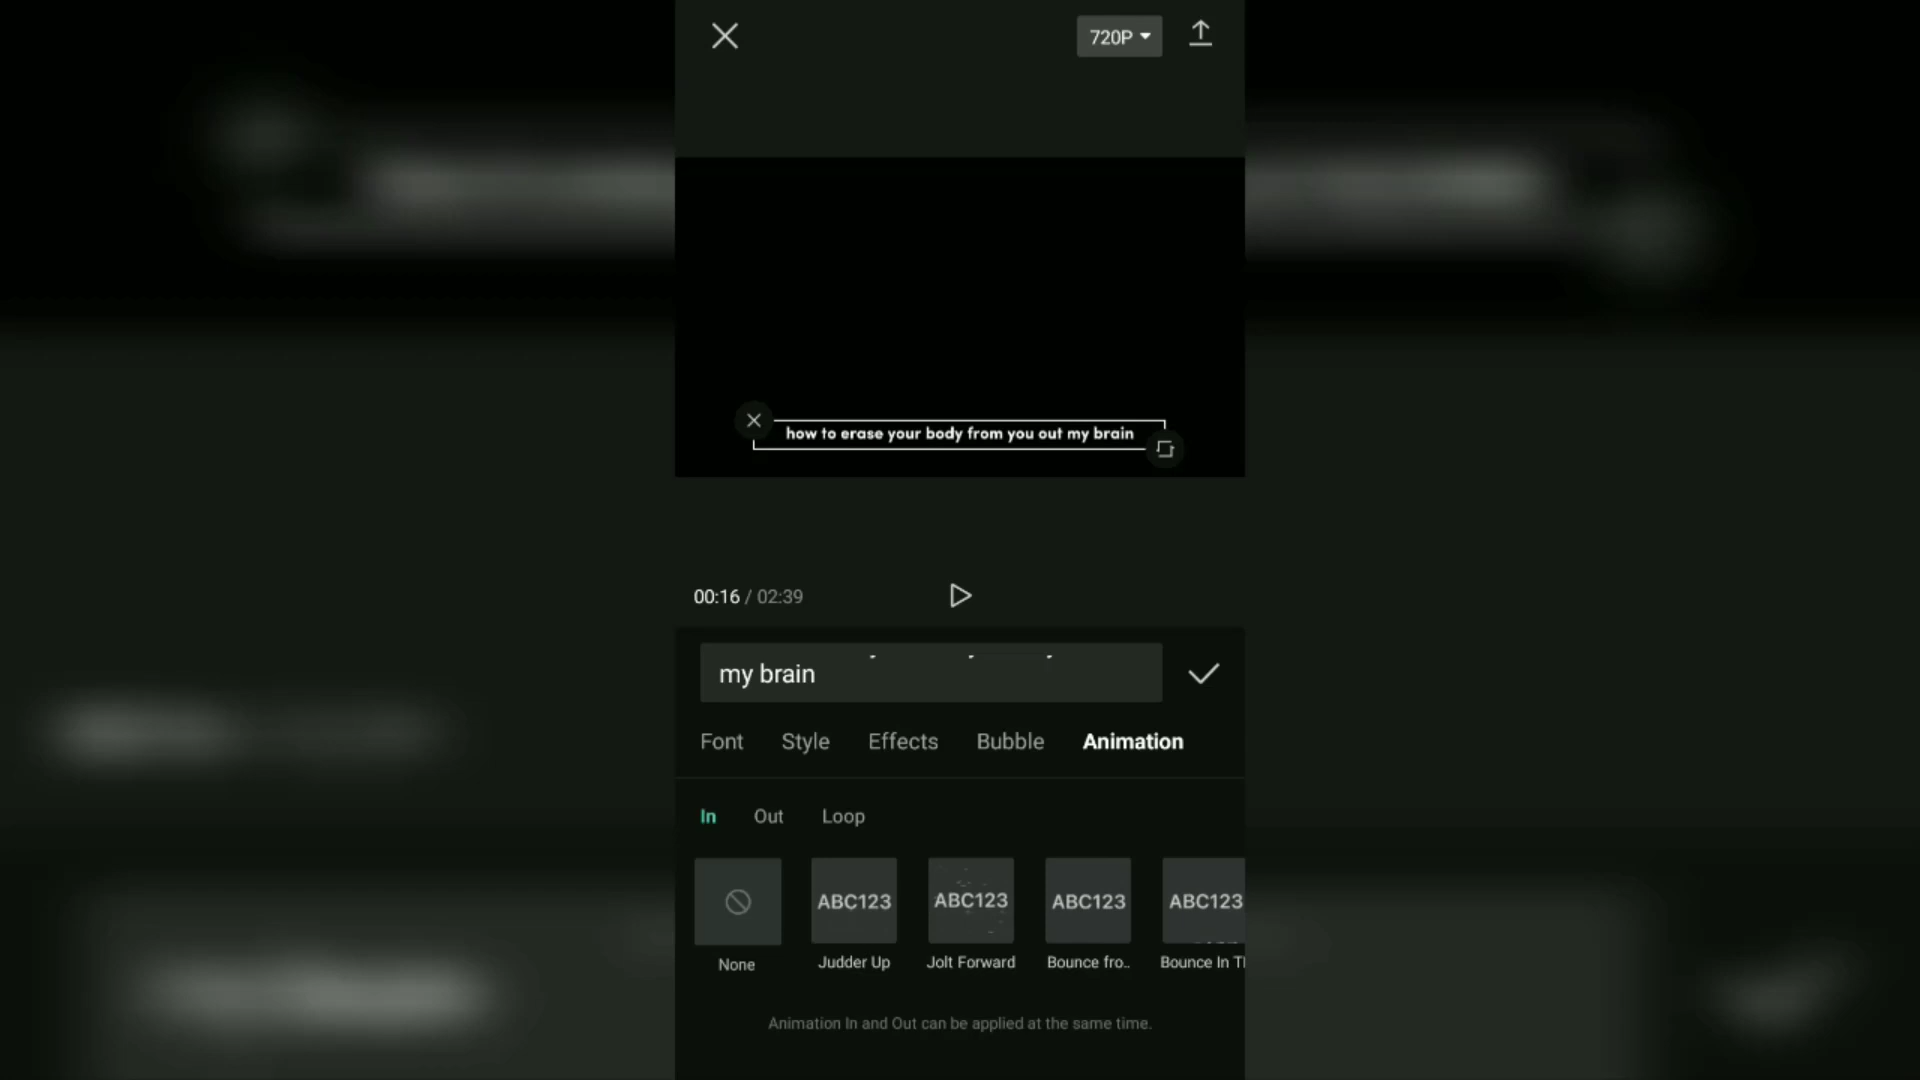 720P
how to erase your body from you out my brain
00:16 / 02:39
my brain
Font Style Effects Bubble Animation
In Out Loop
ABC123 ABC123 ABC123 ABC123
None Judder Up Jolt Forward Bounce fro.. Bounce In
Animation In and Out can be applied at the same time.